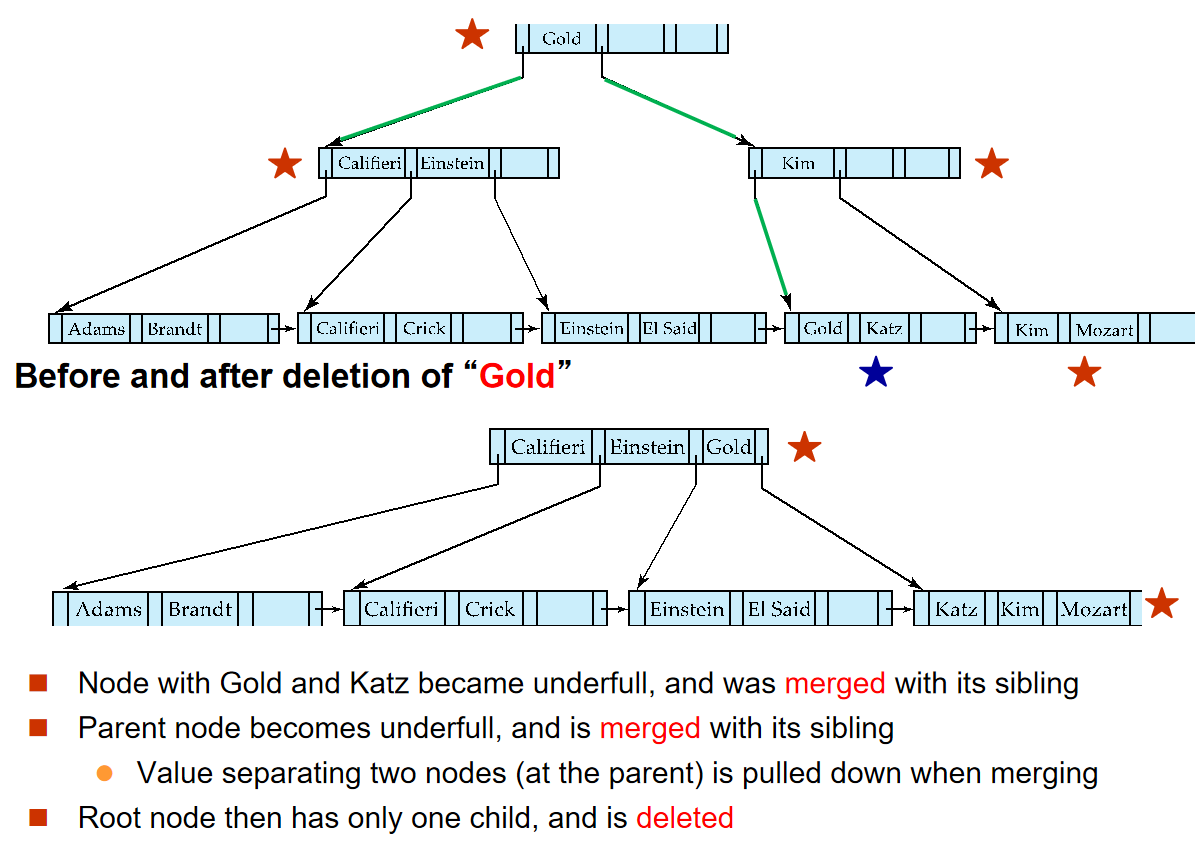 Gold
Califieri Einstein
Kim
Adams Brandt
Califieri Crick
Einstein El Said
Gold Katz
Kim Mozart
Before and after deletion of “Gold”
Califieri Einstein Gold
Adams Brandt
Califieri Crick
Einstein El Said
Katz Kim Mozart
Node with Gold and Katz became underfull, and was merged with its sibling
Parent node becomes underfull, and is merged with its sibling
Value separating two nodes (at the parent) is pulled down when merging
Root node then has only one child, and is deleted